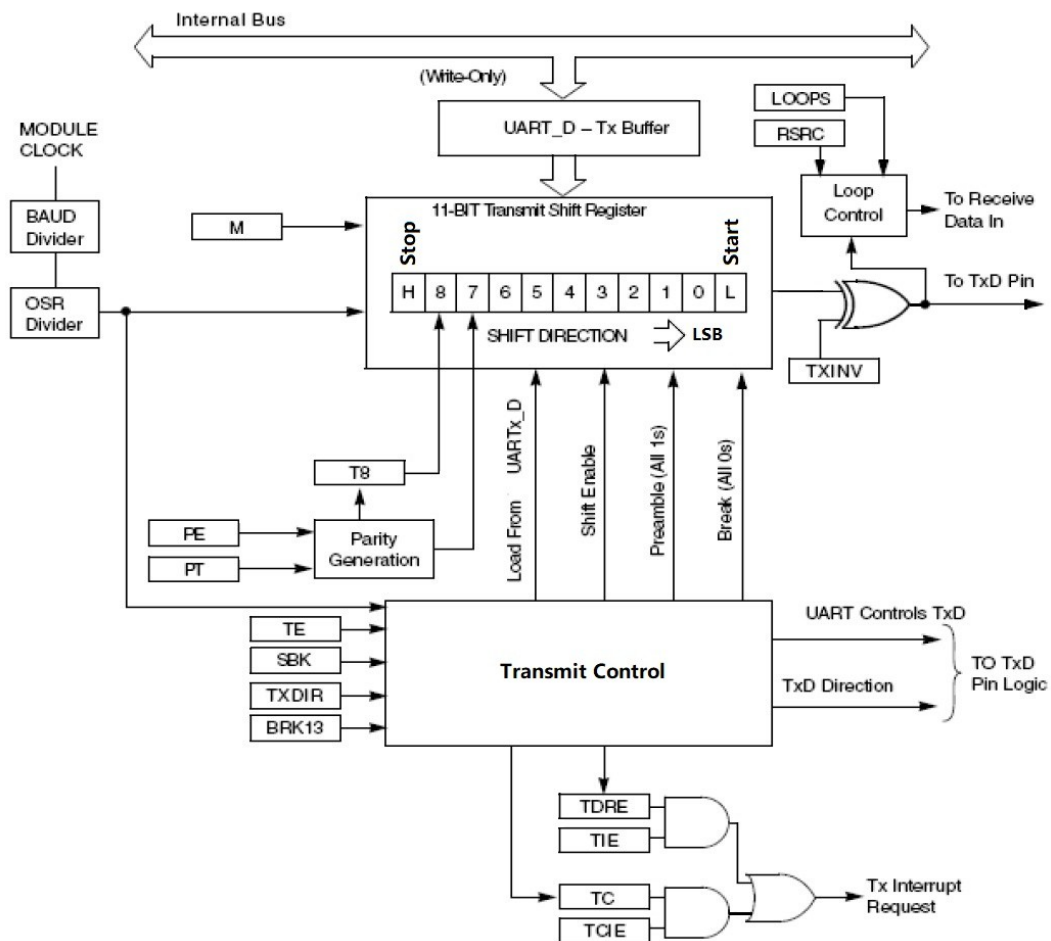 Internal Bus
(Write-Only)
LOOPS
RSRC
UART_D – Tx Buffer
MODULE
CLOCK
BAUD
Divider
OSR
Divider
M
11-BIT Transmit Shift Register
Stop
Start
H 8 7 6 5 4 3 2 1 0 L
SHIFT DIRECTION
LSB
Loop
Control
To Receive
Data In
To TxD Pin
TXINV
T8
PE
PT
Parity
Generation
Load From UARTx_D
Shift Enable
Preamble (All 1s)
Break (All 0s)
TE
SBK
TXDIR
BRK13
Transmit Control
UART Controls TxD
TxD Direction
TO TxD
Pin Logic
TDRE
TIE
TC
TCIE
Tx Interrupt
Request